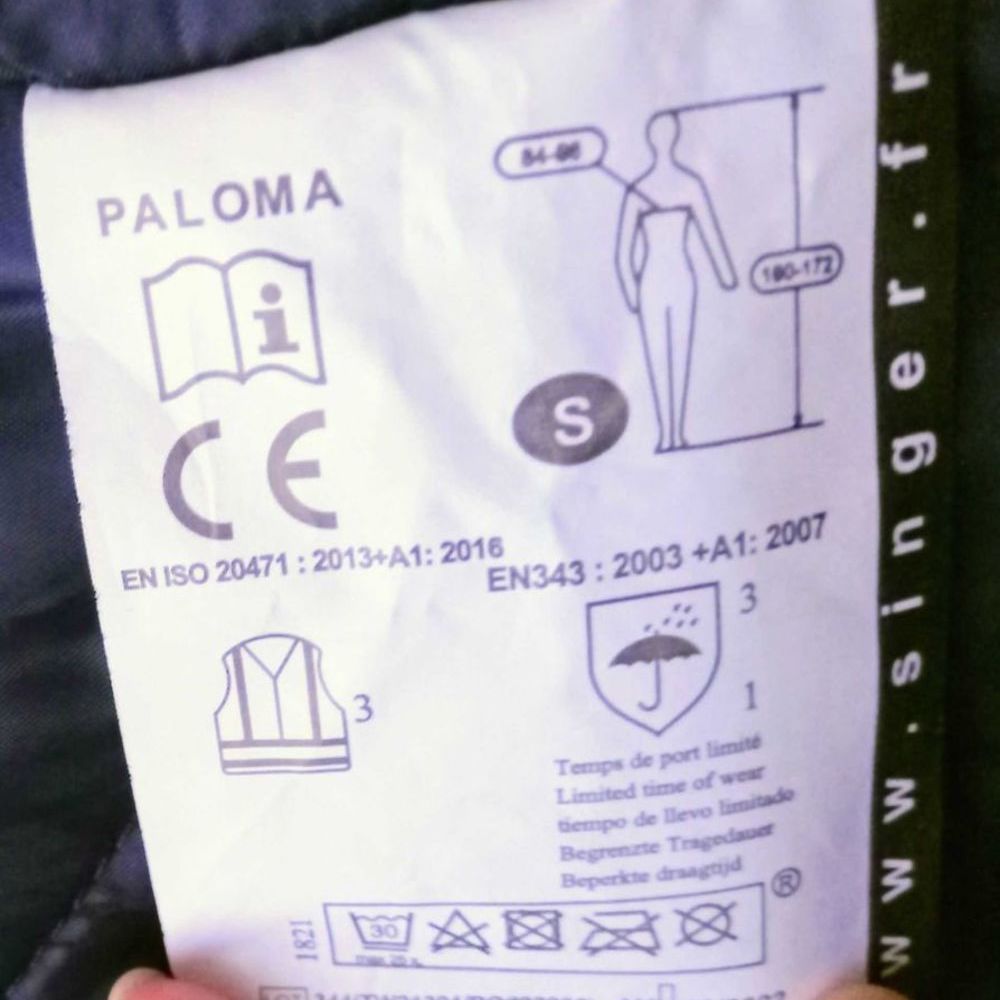 PALOMA
84-96
160-172
S
CE
EN ISO 20471 : 2013+A1: 2016
EN343 : 2003 +A1: 2007
3
3
1
Temps de port limité
Limited time of wear
tiempo de llevo limitado
Begrenzte Tragedauer
Beperkte draagtijd
®
1821
30
max 25 x
www.singer.fr